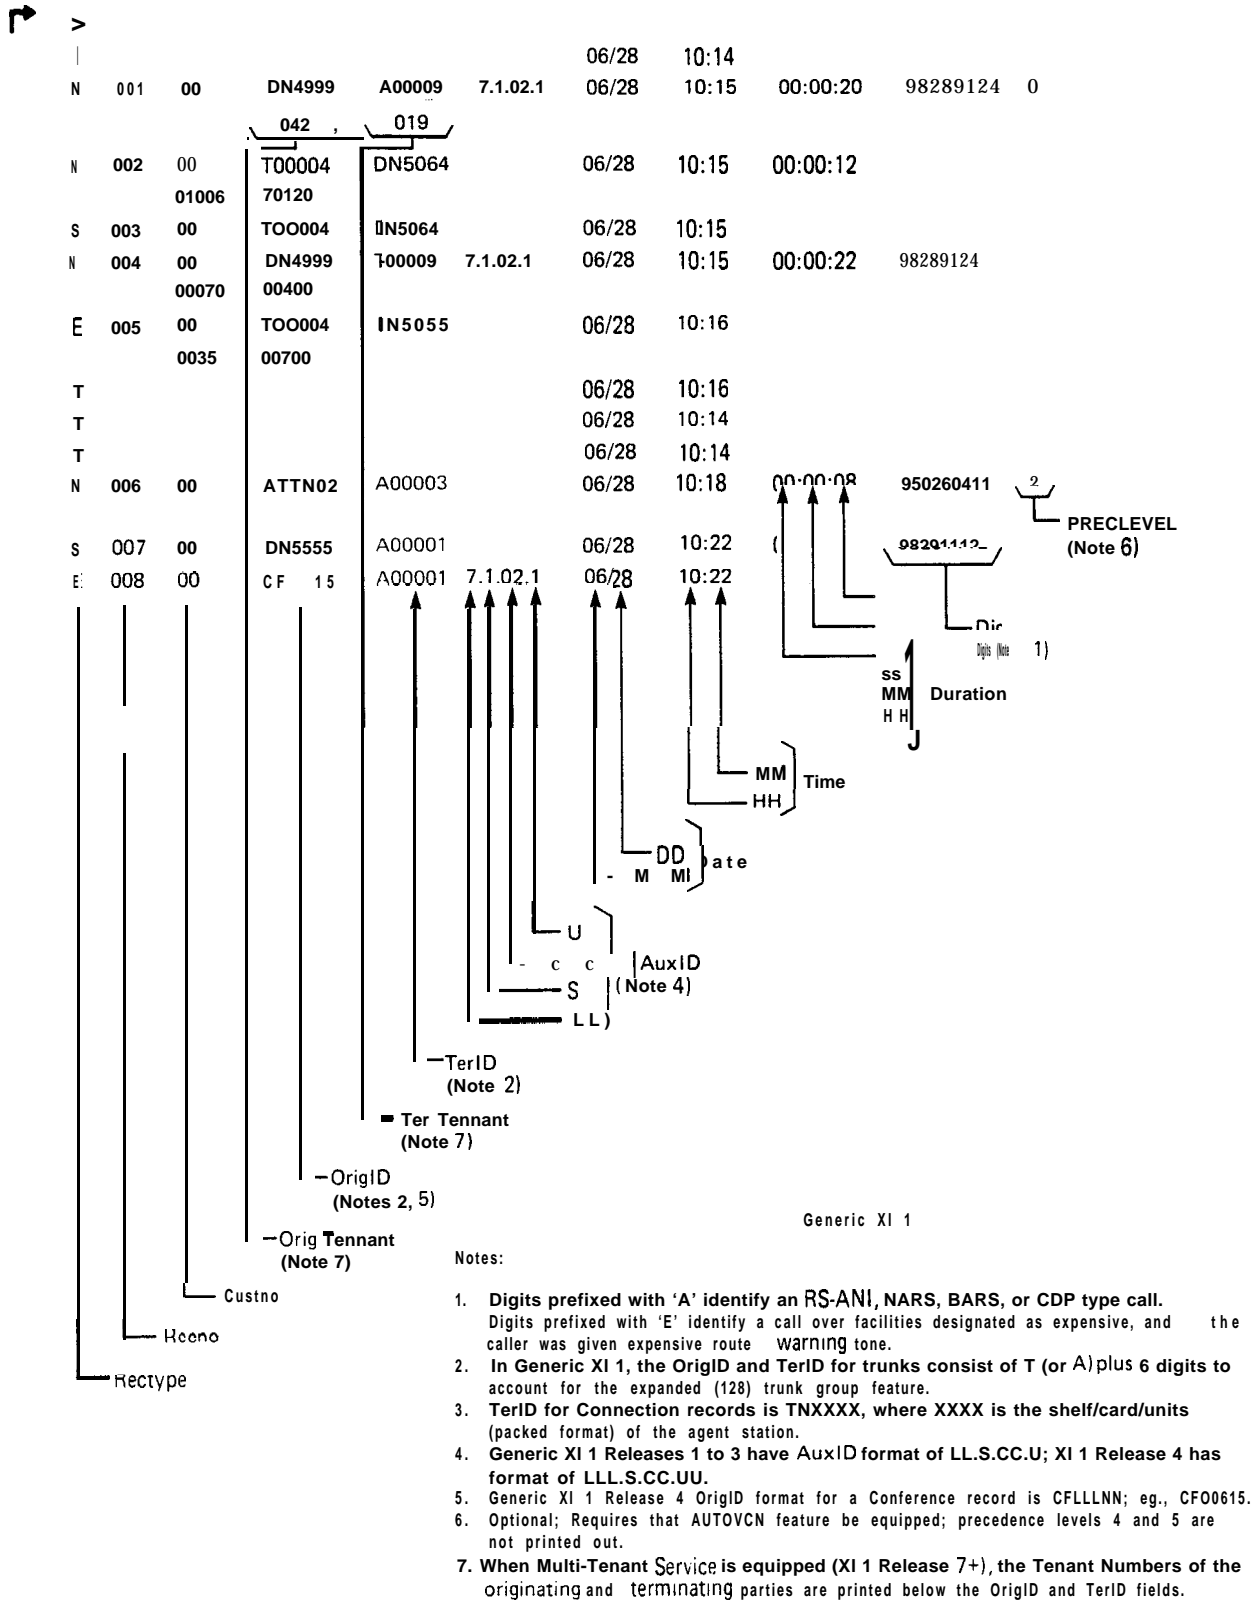 >
06/28 10:14
N 001 00 DN4999 A00009 7.1.02.1 06/28 10:15 00:00:20 98289124 0
042 , 019
N 002 00 T00004 DN5064 06/28 10:15 00:00:12
01006 70120
S 003 00 TOO004 DN5064 06/28 10:15
N 004 00 DN4999 T00009 7.1.02.1 06/28 10:15 00:00:22 98289124
00070 00400
E 005 00 TOO004 IN5055 06/28 10:16
0035 00700
T 06/28 10:16
T 06/28 10:14
T 06/28 10:14
N 006 00 ATTN02 A00003 06/28 10:18 00:00:08 950260411 2
PRECLEVEL
(Note 6)
S 007 00 DN5555 A00001 06/28 10:22 (
E 008 00 CF 15 A00001 7.1.02.1 06/28 10:22
Digits (Note 1)
SS
MM Duration
H H
J
MM
Time
HH
DD
ate
- M M
U
- c c AuxID
S (Note 4)
LL)
TerID
(Note 2)
Ter Tennant
(Note 7)
OrigID
(Notes 2, 5)
Generic XI 1
Orig Tennant
(Note 7)
Notes:
Custno
1. Digits prefixed with ‘A’ identify an RS-ANI, NARS, BARS, or CDP type call.
Digits prefixed with ‘E’ identify a call over facilities designated as expensive, and the
caller was given expensive route warning tone.
Recno
2. In Generic XI 1, the OrigID and TerID for trunks consist of T (or A) plus 6 digits to
account for the expanded (128) trunk group feature.
Rectype
3. TerID for Connection records is TNXXXX, where XXXX is the shelf/card/units
(packed format) of the agent station.
4. Generic XI 1 Releases 1 to 3 have AuxID format of LL.S.CC.U; XI 1 Release 4 has
format of LLL.S.CC.UU.
5. Generic XI 1 Release 4 OrigID format for a Conference record is CFLLLNN; eg., CFO0615.
6. Optional; Requires that AUTOVCN feature be equipped; precedence levels 4 and 5 are
not printed out.
7. When Multi-Tenant Service is equipped (XI 1 Release 7+), the Tenant Numbers of the
originating and terminating parties are printed below the OrigID and TerID fields.